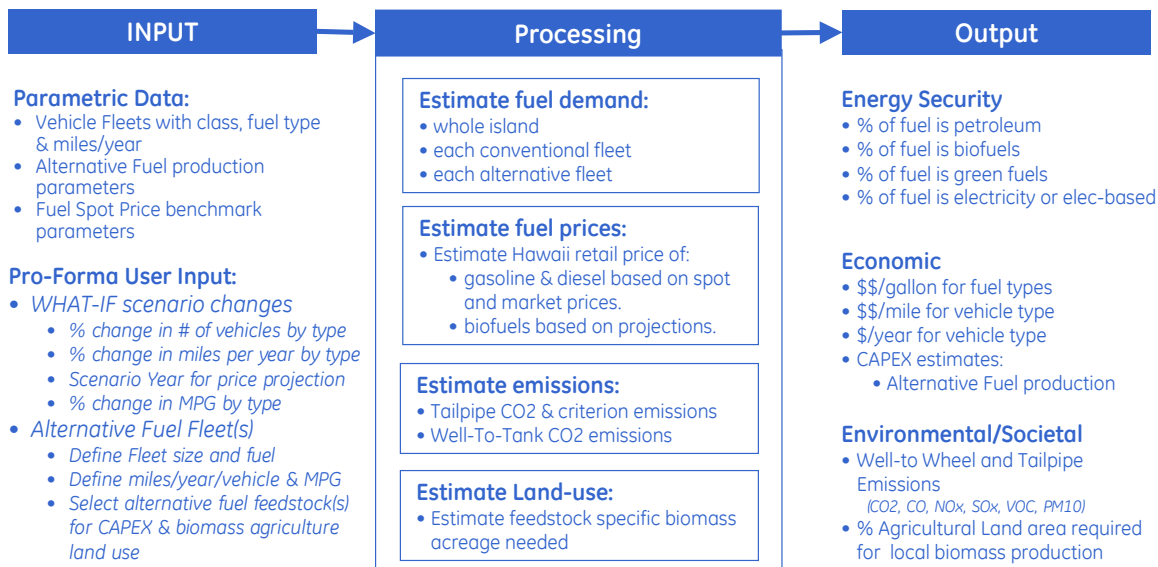 INPUT
Parametric Data:
• Vehicle Fleets with class, fuel type
& miles/year
• Alternative Fuel production
parameters
• Fuel Spot Price benchmark
parameters
Pro-Forma User Input:
• WHAT-IF scenario changes
• % change in # of vehicles by type
• % change in miles per year by type
• Scenario Year for price projection
• % change in MPG by type
• Alternative Fuel Fleet(s)
• Define Fleet size and fuel
• Define miles/year/vehicle & MPG
• Select alternative fuel feedstock(s)
for CAPEX & biomass agriculture
land use
Processing
Estimate fuel demand:
• whole island
• each conventional fleet
• each alternative fleet
Estimate fuel prices:
• Estimate Hawaii retail price of:
• gasoline & diesel based on spot
and market prices.
• biofuels based on projections.
Estimate emissions:
• Tailpipe CO2 & criterion emissions
• Well-To-Tank CO2 emissions
Estimate Land-use:
• Estimate feedstock specific biomass
acreage needed
Output
Energy Security
• % of fuel is petroleum
• % of fuel is biofuels
• % of fuel is green fuels
• % of fuel is electricity or elec-based
Economic
• $$/gallon for fuel types
• $$/mile for vehicle type
• $/year for vehicle type
• CAPEX estimates:
• Alternative Fuel production
Environmental/Societal
• Well-to Wheel and Tailpipe
Emissions
(CO2, CO, NOx, SOx, VOC, PM10)
• % Agricultural Land area required
for local biomass production